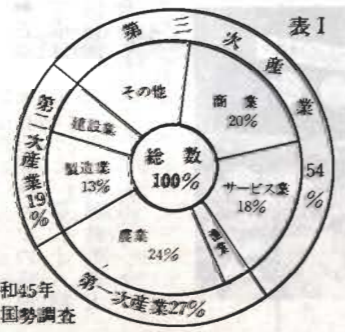 表I
第三次産業
54%
その他
商業
20%
サービス業
18%
総数
100%
建設業
製造業
13%
第二次産業19%
農業
24%
第一次産業27%
和45年
国勢調査